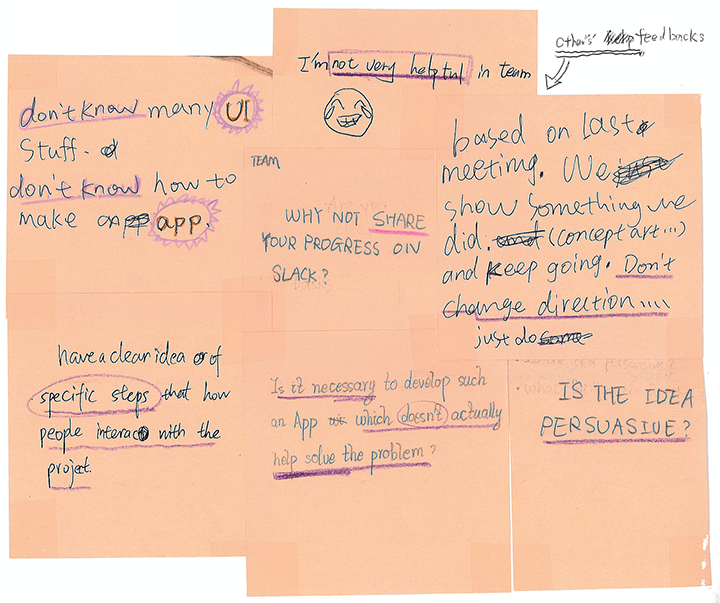 others' feedbacks
I'm not very helpful in team
don't know many UI
stuff.
don't know how to
make app.
based on last
meeting. We
show something we
did. (concept art...)
and keep going. Don't
change direction....
just do
TEAM
WHY NOT SHARE
YOUR PROGRESS ON
SLACK?
have a clear idea of
specific steps that how
people interact with the
project.
Is it necessary to develop such
an App which doesn't actually
help solve the problem?
IS THE IDEA
PERSUASIVE?